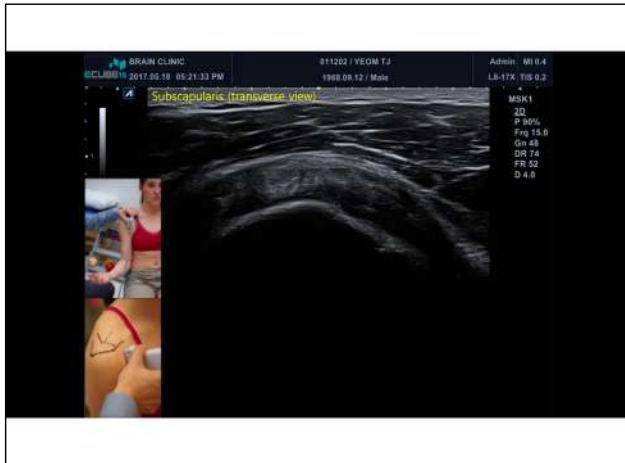 BRAIN CLINIC
011202 / YEOM TJ
Admin MI 0.4
ECUBE15 2017.05.18 05:21:33 PM
1968.09.12 / Male
L8-17X TIS 0.2
Subscapularis (transverse view)
MSK1
2D
P 90%
Frq 15.0
Gn 48
DR 74
FR 52
D 4.0